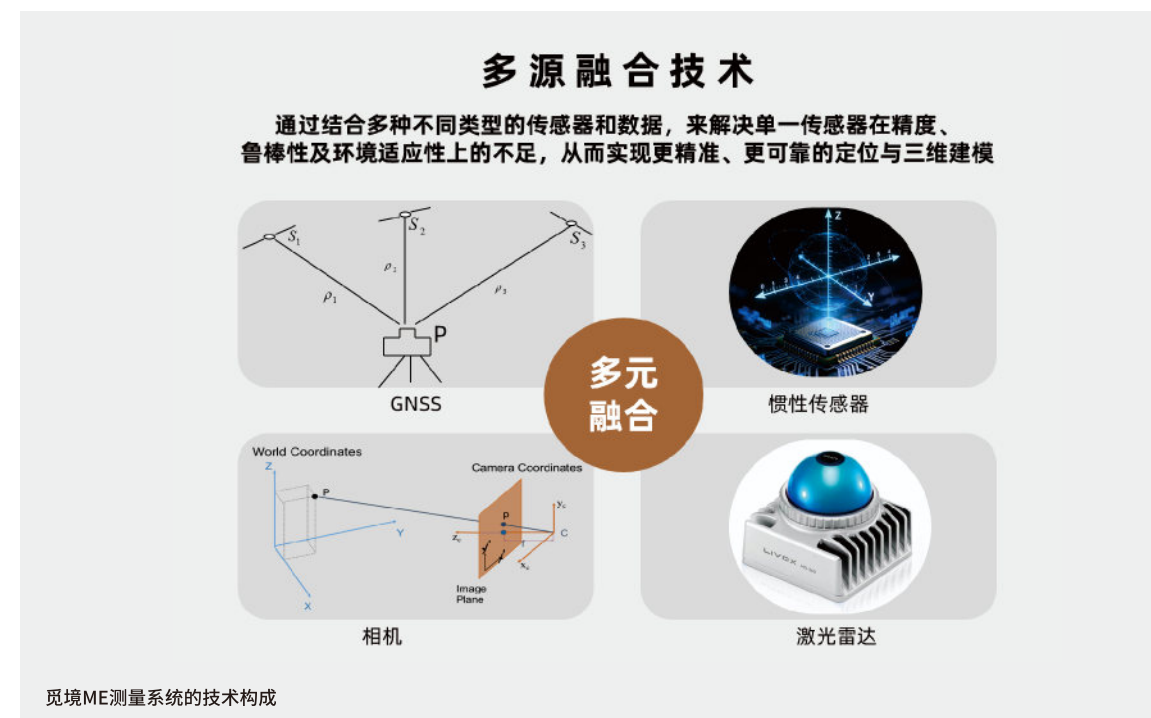 多源融合技术
通过结合多种不同类型的传感器和数据，来解决单一传感器在精度、
鲁棒性及环境适应性上的不足，从而实现更精准、更可靠的定位与三维建模
S1
S2
S3
ρ1
ρ2
ρ3
P
GNSS
Z
Y
惯性传感器
多元
融合
World Coordinates
Z
P
Y
X
Camera Coordinates
yc
P
zc
C
f
y
x
xc
Image
Plane
相机
LIVOX
激光雷达
觅境ME测量系统的技术构成